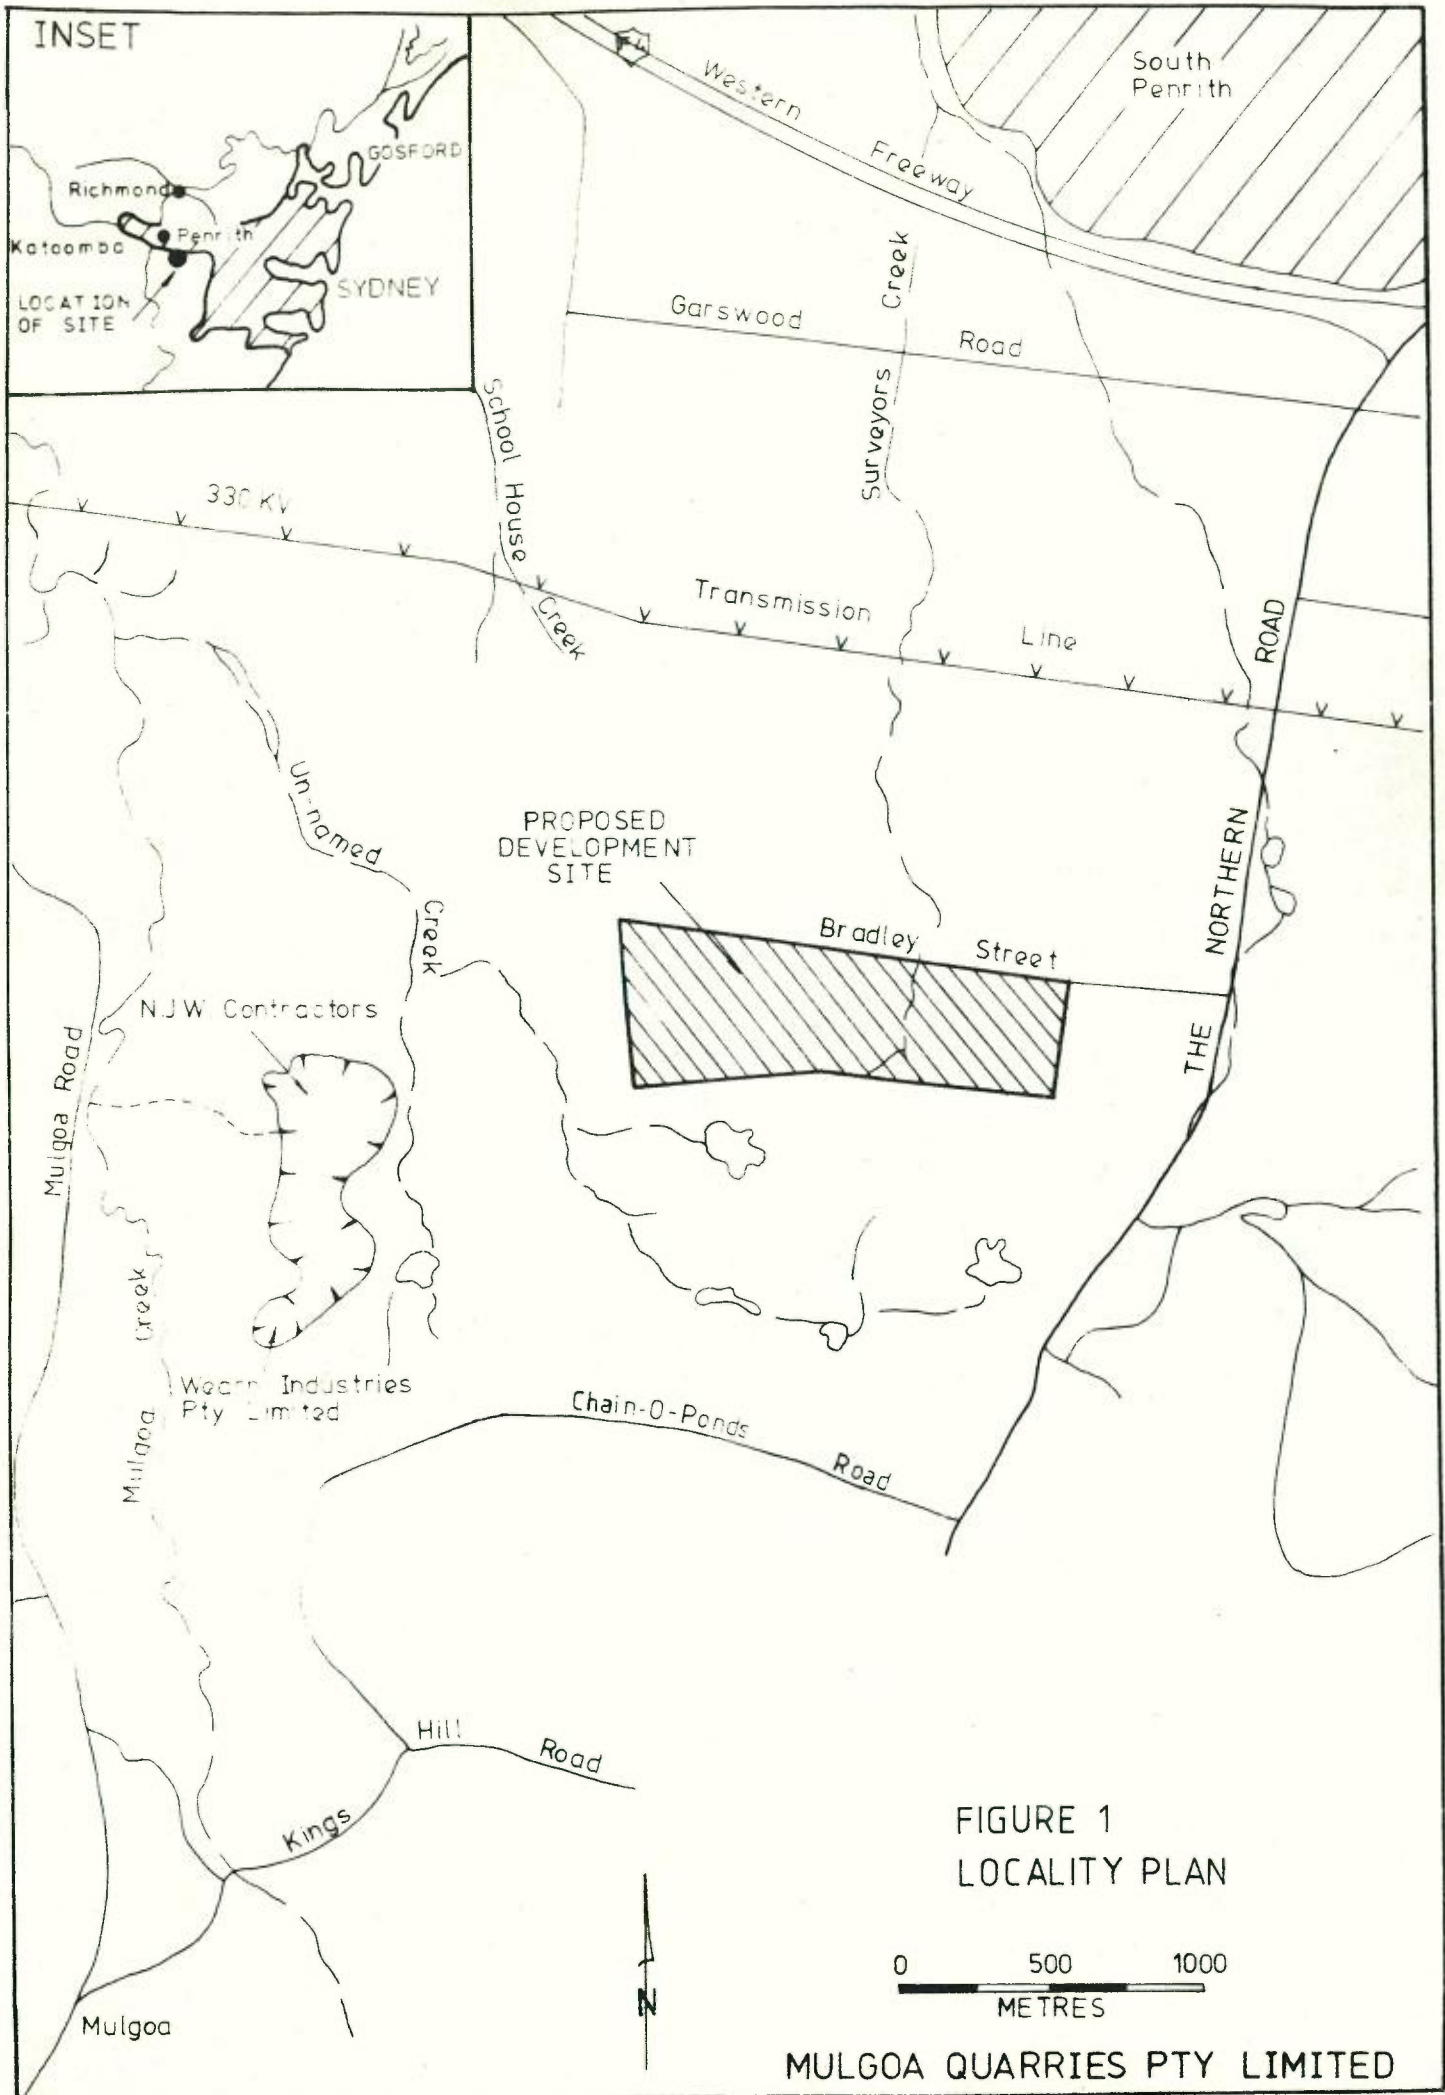 INSET
GOSFORD
Richmond
Penrith
Katoomba
SYDNEY
LOCATION
OF SITE
South
Penrith
Western Freeway
Garswood Road
Surveyors Creek
School House Creek
330 KV Transmission Line
Un-named Creek
PROPOSED
DEVELOPMENT
SITE
Bradley Street
THE NORTHERN ROAD
N.J.W. Contractors
Mulgoa Road
Mulgoa Creek
Industries
Pty Limited
Chain-O-Ponds Road
Kings Hill Road
Mulgoa
N
FIGURE 1
LOCALITY PLAN
0 500 1000
METRES
MULGOA QUARRIES PTY LIMITED